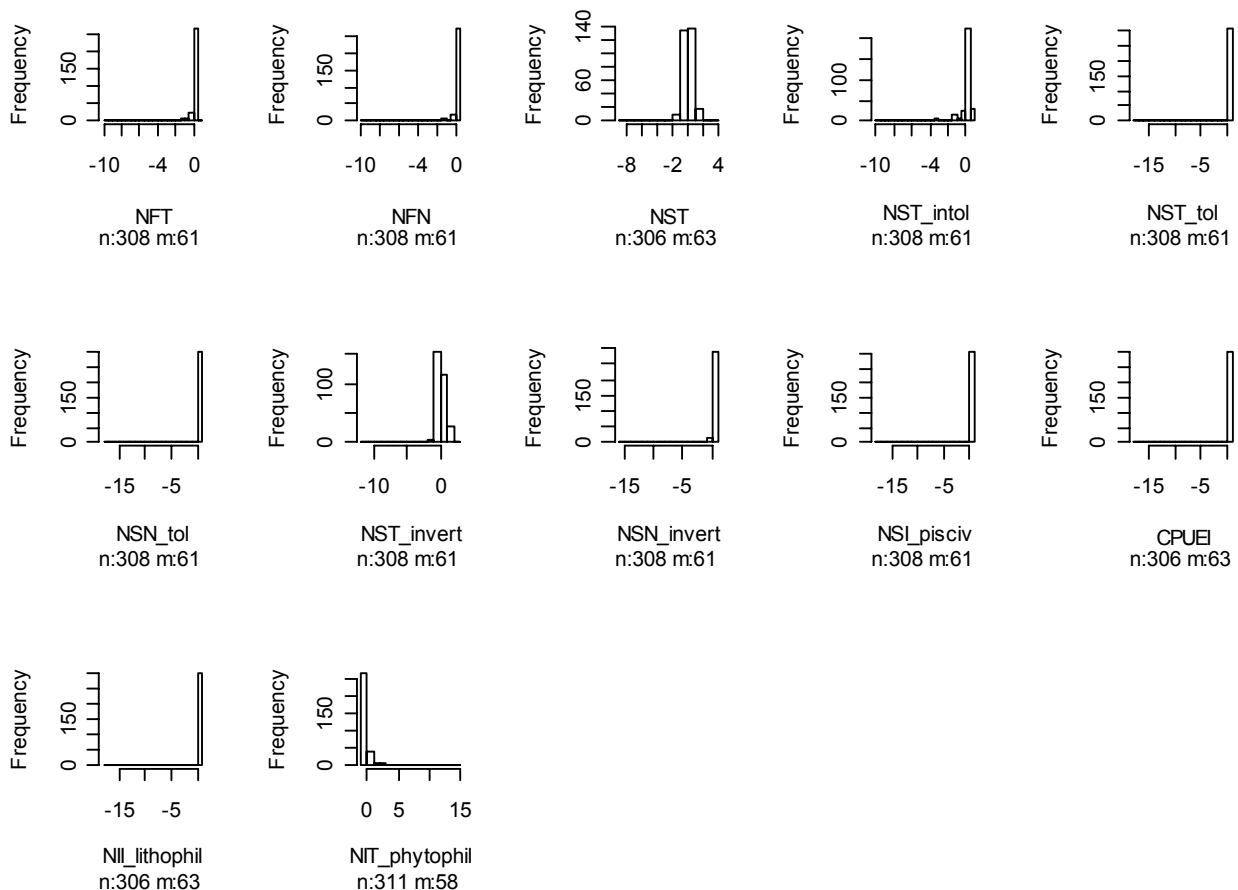 Frequency
0 150
-10 -4 0
NFT
n:308 m:61
Frequency
0 150
-10 -4 0
NFN
n:308 m:61
Frequency
0 60 140
-8 -2 4
NST
n:306 m:63
Frequency
0 100
-10 -4 0
NST_intol
n:308 m:61
Frequency
0 150
-15 -5
NST_tol
n:308 m:61
Frequency
0 150
-15 -5
NSN_tol
n:308 m:61
Frequency
0 100
-10 0
NST_invert
n:308 m:61
Frequency
0 150
-15 -5
NSN_invert
n:308 m:61
Frequency
0 150
-15 -5
NSI_pisciv
n:308 m:61
Frequency
0 150
-15 -5
CPUEI
n:306 m:63
Frequency
0 150
-15 -5
NII_lithophil
n:306 m:63
Frequency
0 150
0 5 15
NIT_phytophil
n:311 m:58